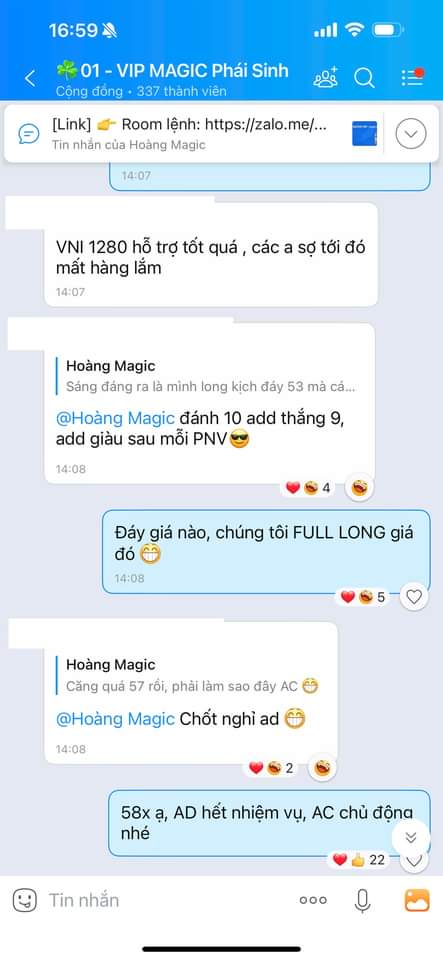 16:59
01 - VIP MAGIC Phái Sinh
Cộng đồng • 337 thành viên
[Link] 👉 Room lệnh: https://zalo.me/...
Tin nhắn của Hoàng Magic
14:07
VNI 1280 hỗ trợ tốt quá , các a sợ tới đó
mất hàng lắm
14:07
Hoàng Magic
Sáng đáng ra là mình long kịch đáy 53 mà cá...
@Hoàng Magic đánh 10 add thắng 9,
add giàu sau mỗi PNV😎
14:08
4
Đáy giá nào, chúng tôi FULL LONG giá
đó 😁
14:08
5
Hoàng Magic
Căng quá 57 rồi, phải làm sao đây AC 😁
@Hoàng Magic Chốt nghỉ ad 😁
14:08
2
58x ạ, AD hết nhiệm vụ, AC chủ động
nhé
22
Tin nhắn